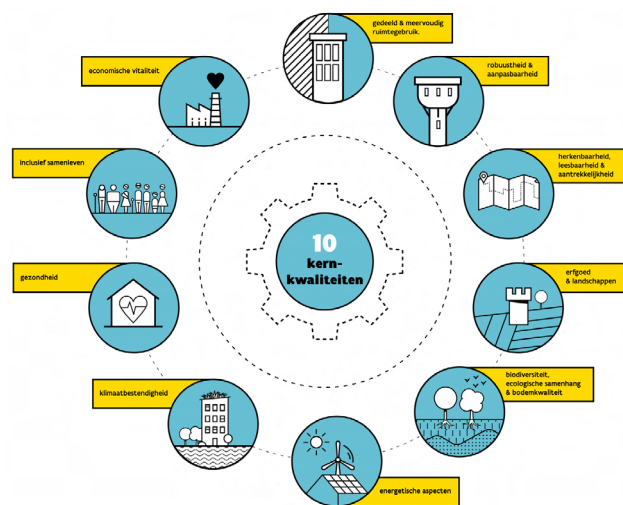 gedeeld & meervoudig
ruimtegebruik.
robuustheid &
aanpasbaarheid
herkenbaarheid,
leesbaarheid &
aantrekkelijkheid
erfgoed
& landschappen
biodiversiteit,
ecologische samenhang
& bodemkwaliteit
energetische aspecten
klimaatbestendigheid
gezondheid
inclusief samenleven
economische vitaliteit
10
kern-
kwaliteiten